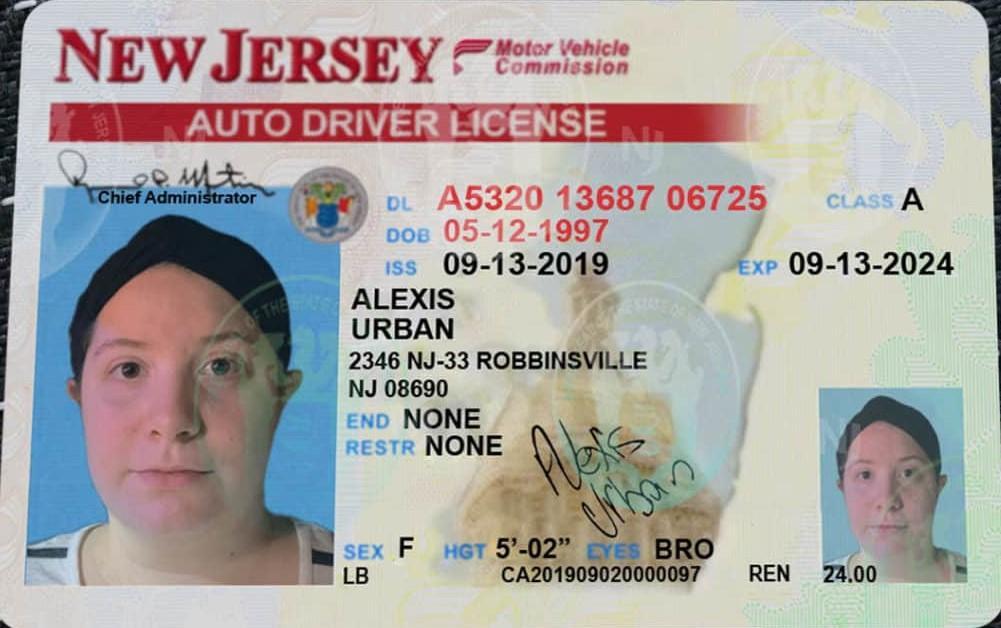 NEW JERSEY
Motor Vehicle
Commission
AUTO DRIVER LICENSE
Chief Administrator
DL A5320 13687 06725 CLASS A
DOB 05-12-1997
ISS 09-13-2019 EXP 09-13-2024
ALEXIS
URBAN
2346 NJ-33 ROBBINSVILLE
NJ 08690
END NONE
RESTR NONE
Alexis
Urban
SEX F HGT 5'-02" EYES BRO
LB CA201909020000097 REN 24.00